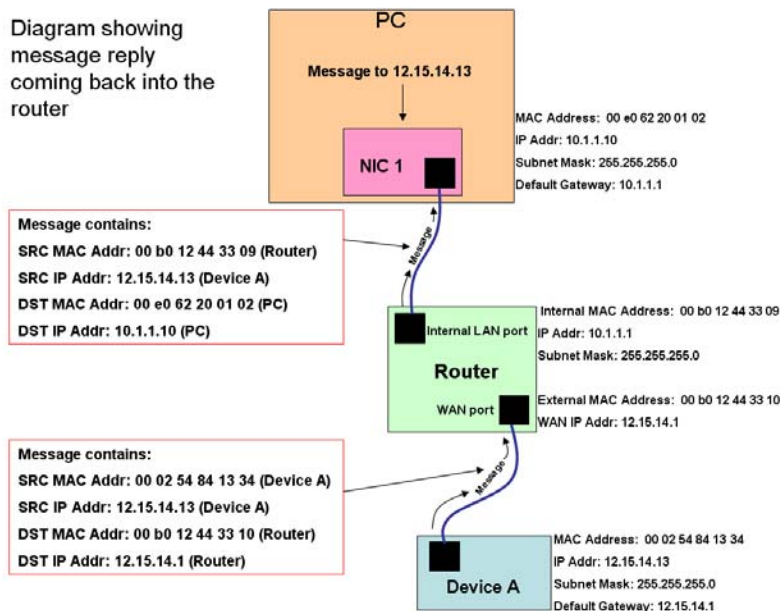 Diagram showing
message reply
coming back into the
router
PC
Message to 12.15.14.13
NIC 1
MAC Address: 00 e0 62 20 01 02
IP Addr: 10.1.1.10
Subnet Mask: 255.255.255.0
Default Gateway: 10.1.1.1
Message
Message contains:
SRC MAC Addr: 00 b0 12 44 33 09 (Router)
SRC IP Addr: 12.15.14.13 (Device A)
DST MAC Addr: 00 e0 62 20 01 02 (PC)
DST IP Addr: 10.1.1.10 (PC)
Internal LAN port
Router
WAN port
Internal MAC Address: 00 b0 12 44 33 09
IP Addr: 10.1.1.1
Subnet Mask: 255.255.255.0
External MAC Address: 00 b0 12 44 33 10
WAN IP Addr: 12.15.14.1
Message
Message contains:
SRC MAC Addr: 00 02 54 84 13 34 (Device A)
SRC IP Addr: 12.15.14.13 (Device A)
DST MAC Addr: 00 b0 12 44 33 10 (Router)
DST IP Addr: 12.15.14.1 (Router)
Device A
MAC Address: 00 02 54 84 13 34
IP Addr: 12.15.14.13
Subnet Mask: 255.255.255.0
Default Gateway: 12.15.14.1